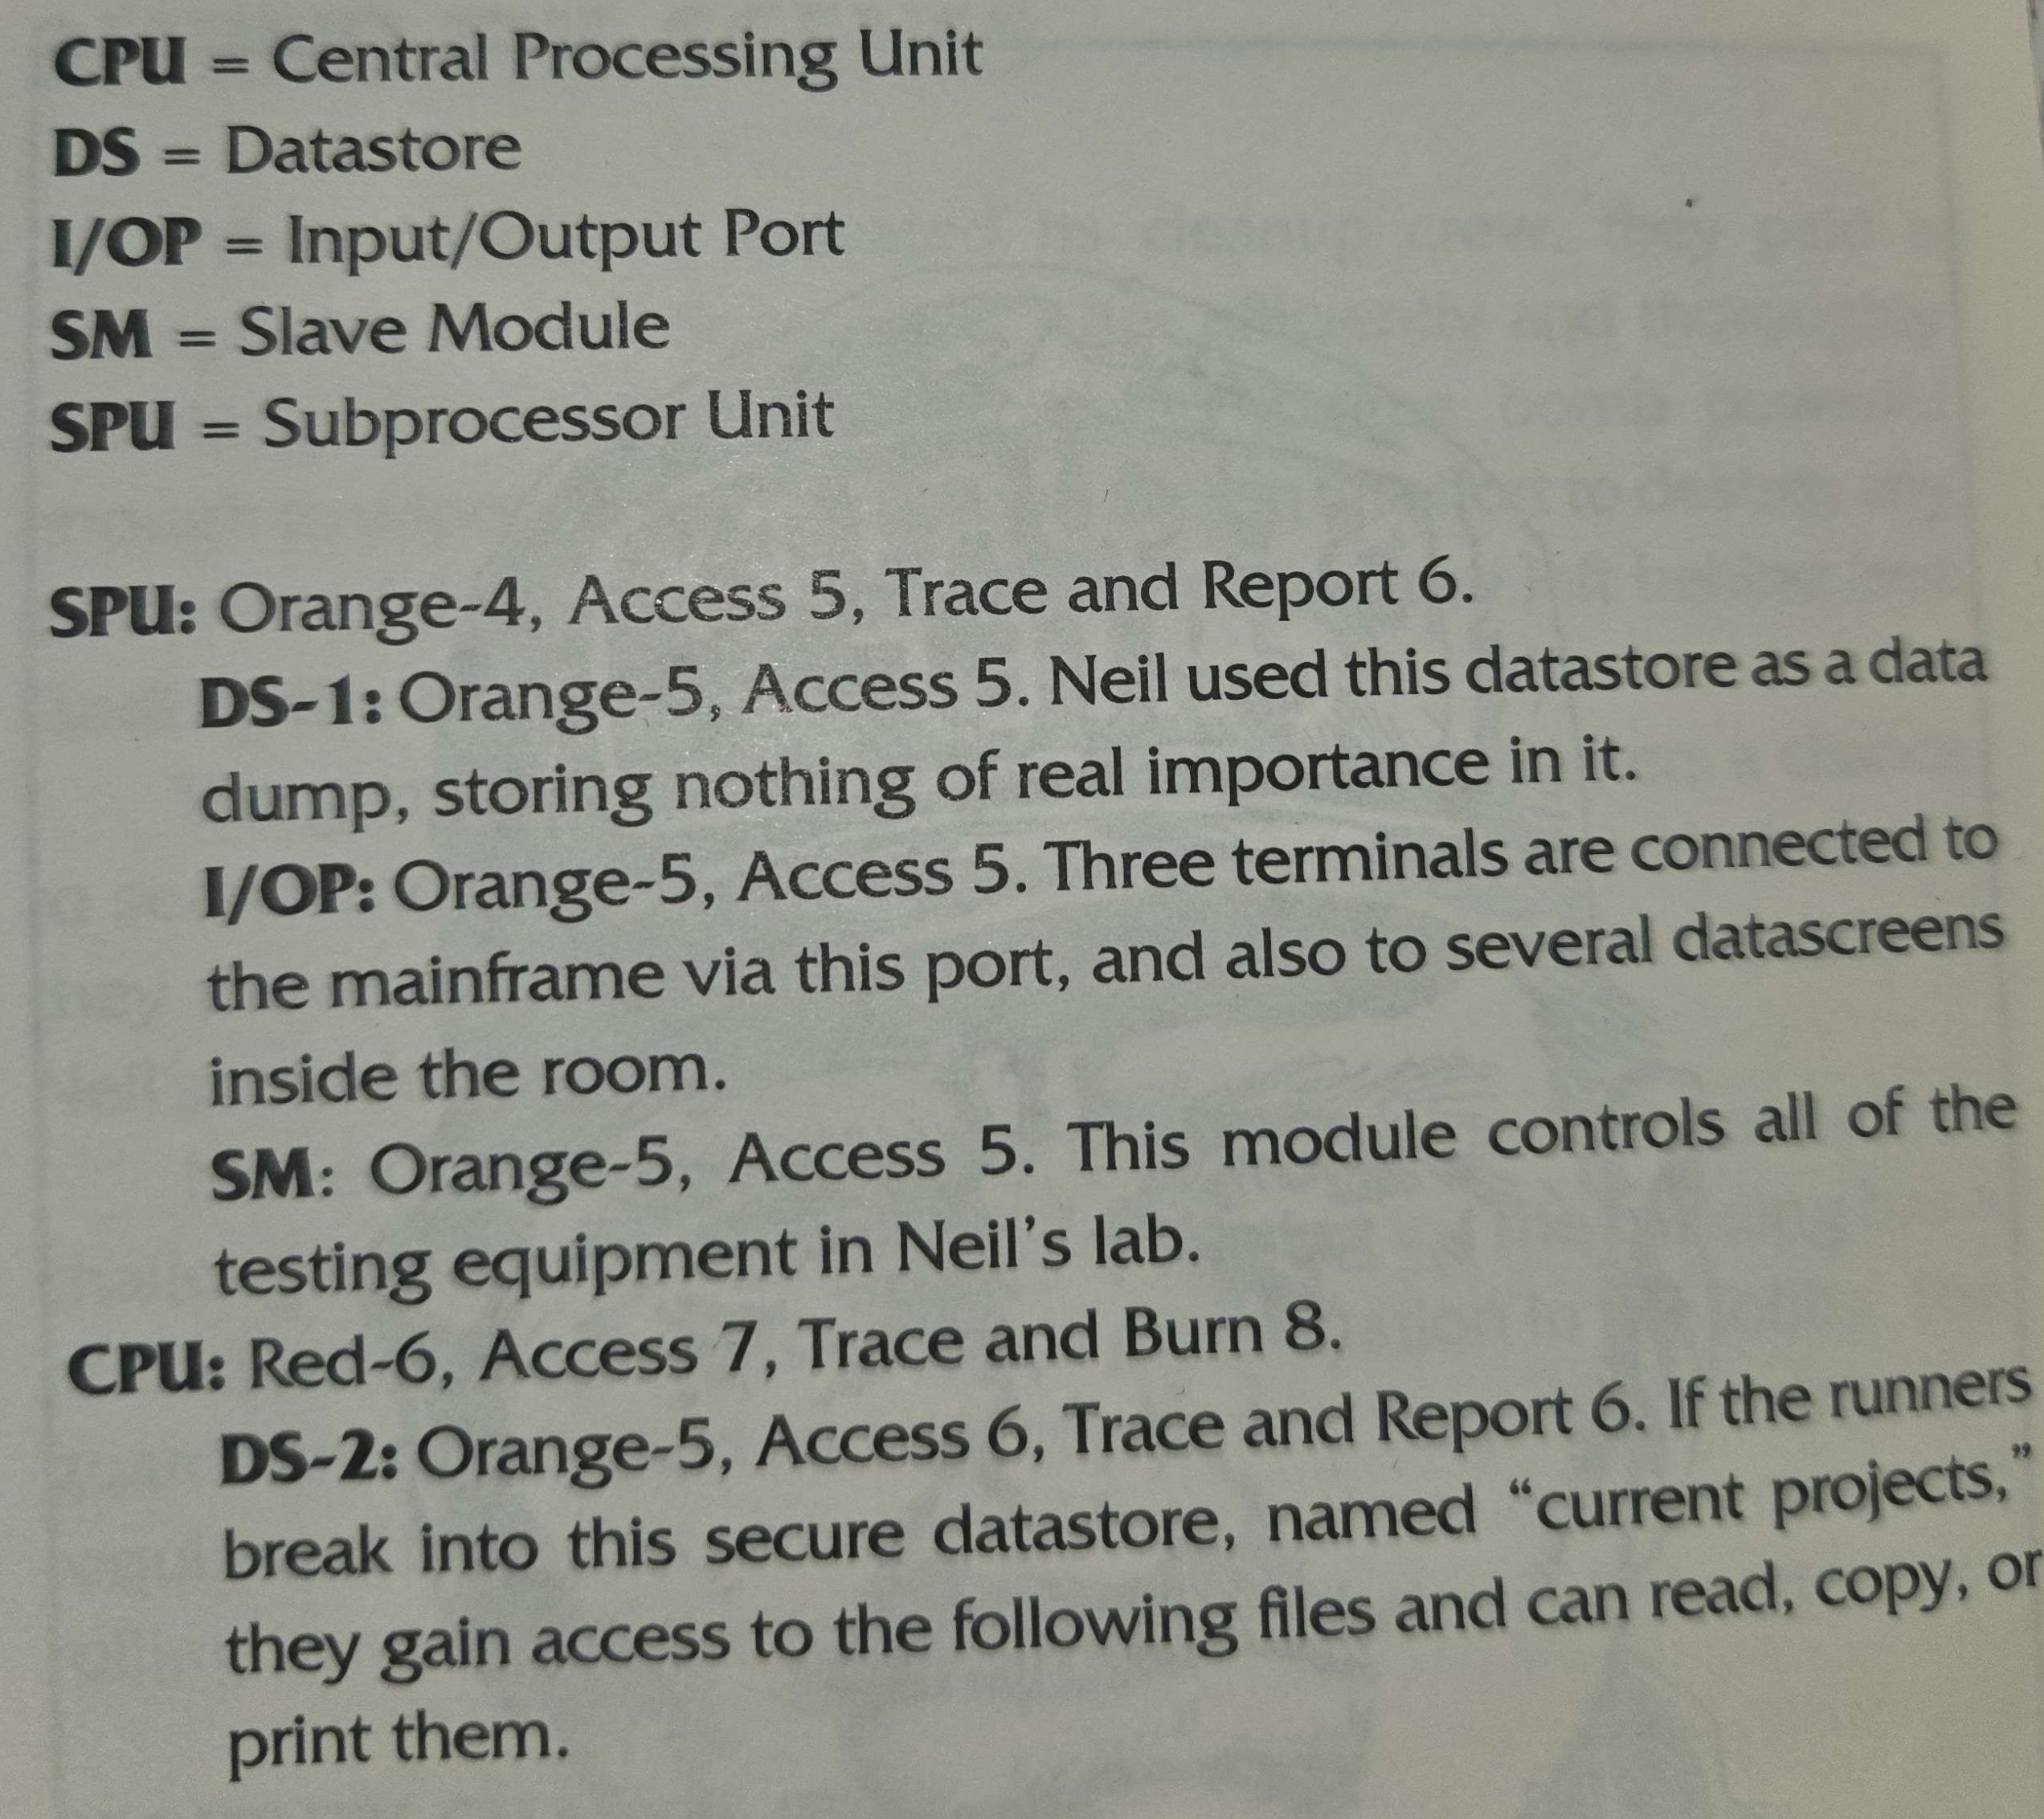 CPU = Central Processing Unit
DS = Datastore
I/OP = Input/Output Port
SM = Slave Module
SPU = Subprocessor Unit
SPU: Orange-4, Access 5, Trace and Report 6.
DS-1: Orange-5, Access 5. Neil used this datastore as a data
dump, storing nothing of real importance in it.
I/OP: Orange-5, Access 5. Three terminals are connected to
the mainframe via this port, and also to several datascreens
inside the room.
SM: Orange-5, Access 5. This module controls all of the
testing equipment in Neil's lab.
CPU: Red-6, Access 7, Trace and Burn 8.
DS-2: Orange-5, Access 6, Trace and Report 6. If the runners
break into this secure datastore, named “current projects,”
they gain access to the following files and can read, copy, or
print them.